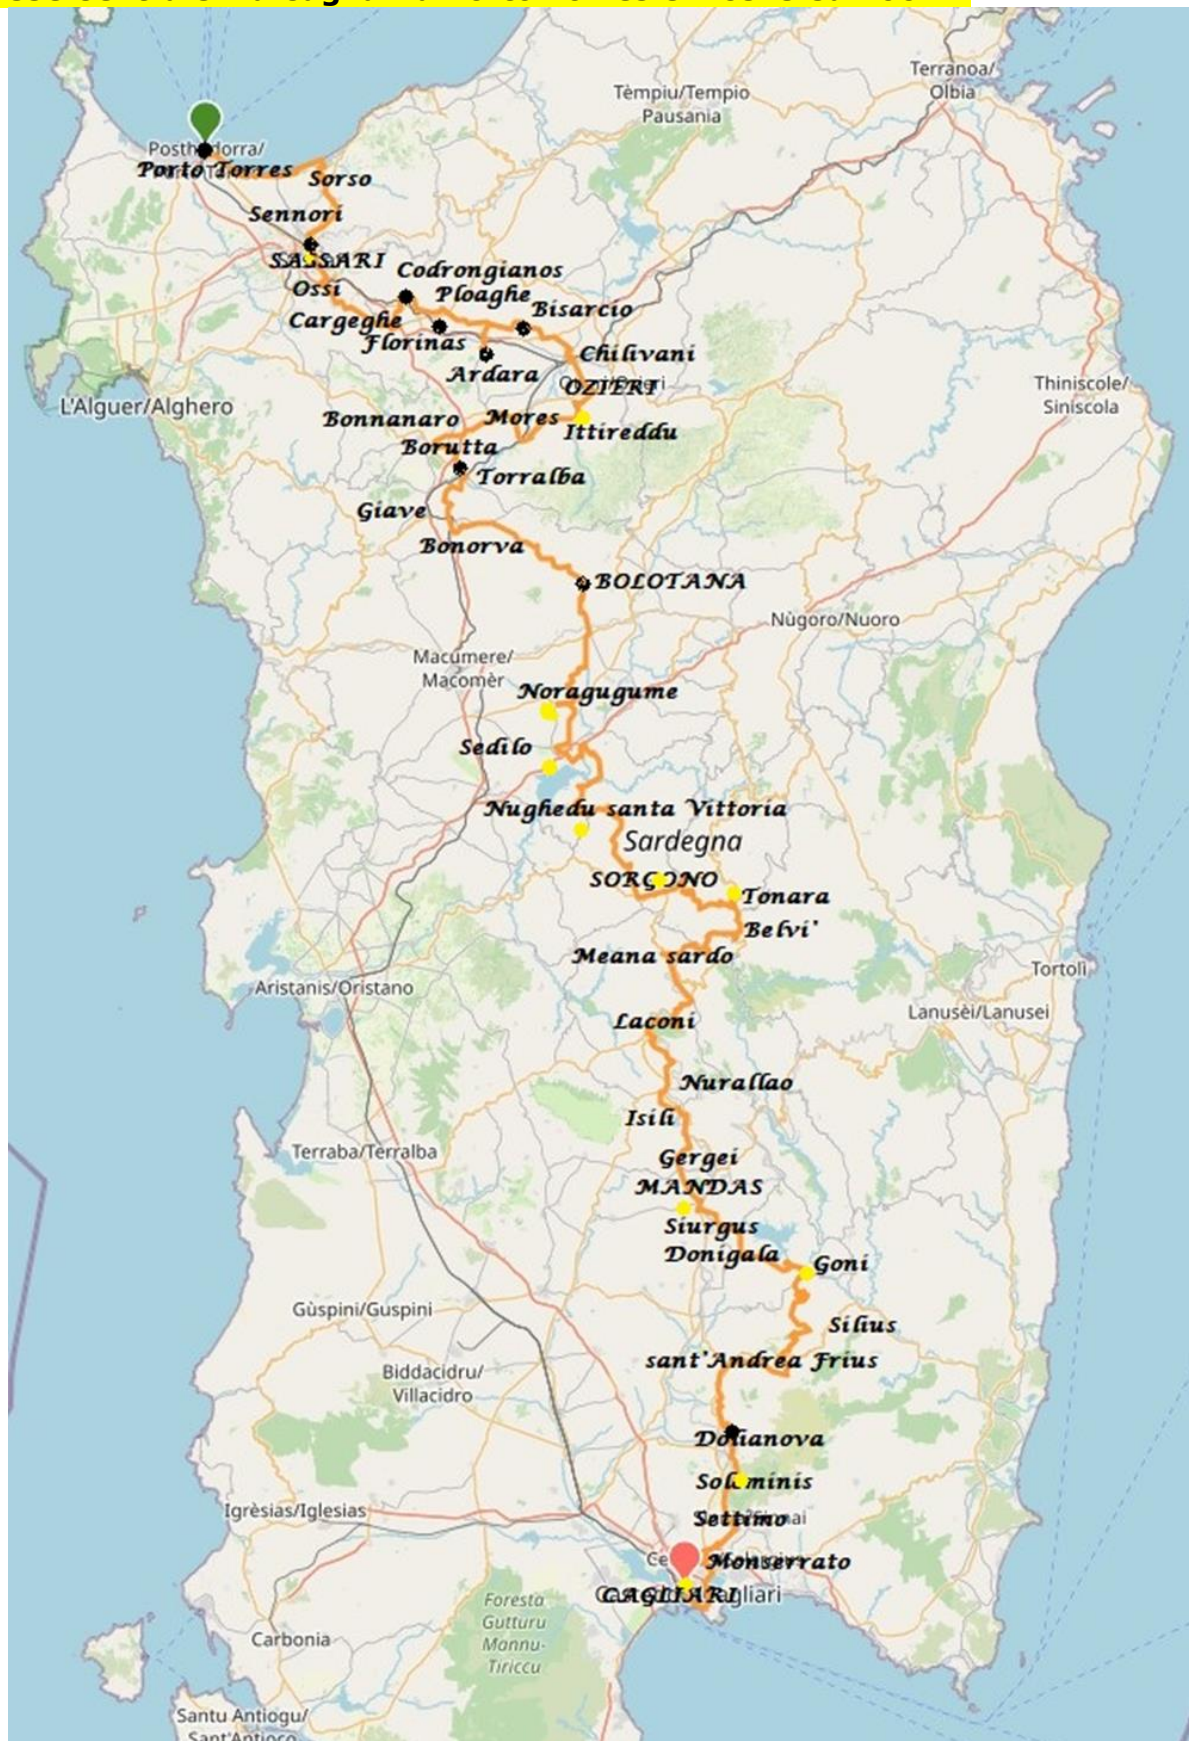 Terranoa/
Olbia
Tèmpiu/Tempio
Pausania
Porto Torres
Sorso
Sennori
SASSARI
Codrongianos
Ossi
Ploaghe
Bisarcio
Cargeghe
Florinas
Chilivani
Ardara
OZIERI
Thiniscole/
Siniscola
L'Alguer/Alghero
Bonnanaro
Mores
Ittireddu
Borutta
Torralba
Giave
Bonorva
BOLOTANA
Nùgoro/Nuoro
Macumere/
Macomèr
Noragugume
Sedilo
Nughedu santa Vittoria
Sardegna
SORGONO
Tonara
Belvi'
Meana sardo
Tortolì
Aristanis/Oristano
Lanusèi/Lanusei
Laconi
Nurallao
Isili
Terraba/Terralba
Gergei
MANDAS
Siurgus
Donigala
Goni
Gùspini/Guspini
Silius
sant'Andrea Frius
Biddacidru/
Villacidro
Dolianova
Soleminis
Igrèsias/Iglesias
Settimo
Monserrato
CAGLIARI
Foresta
Gutturu
Mannu-
Tiriccu
Carbonia
Santu Antiogu/
Sant'Antioco